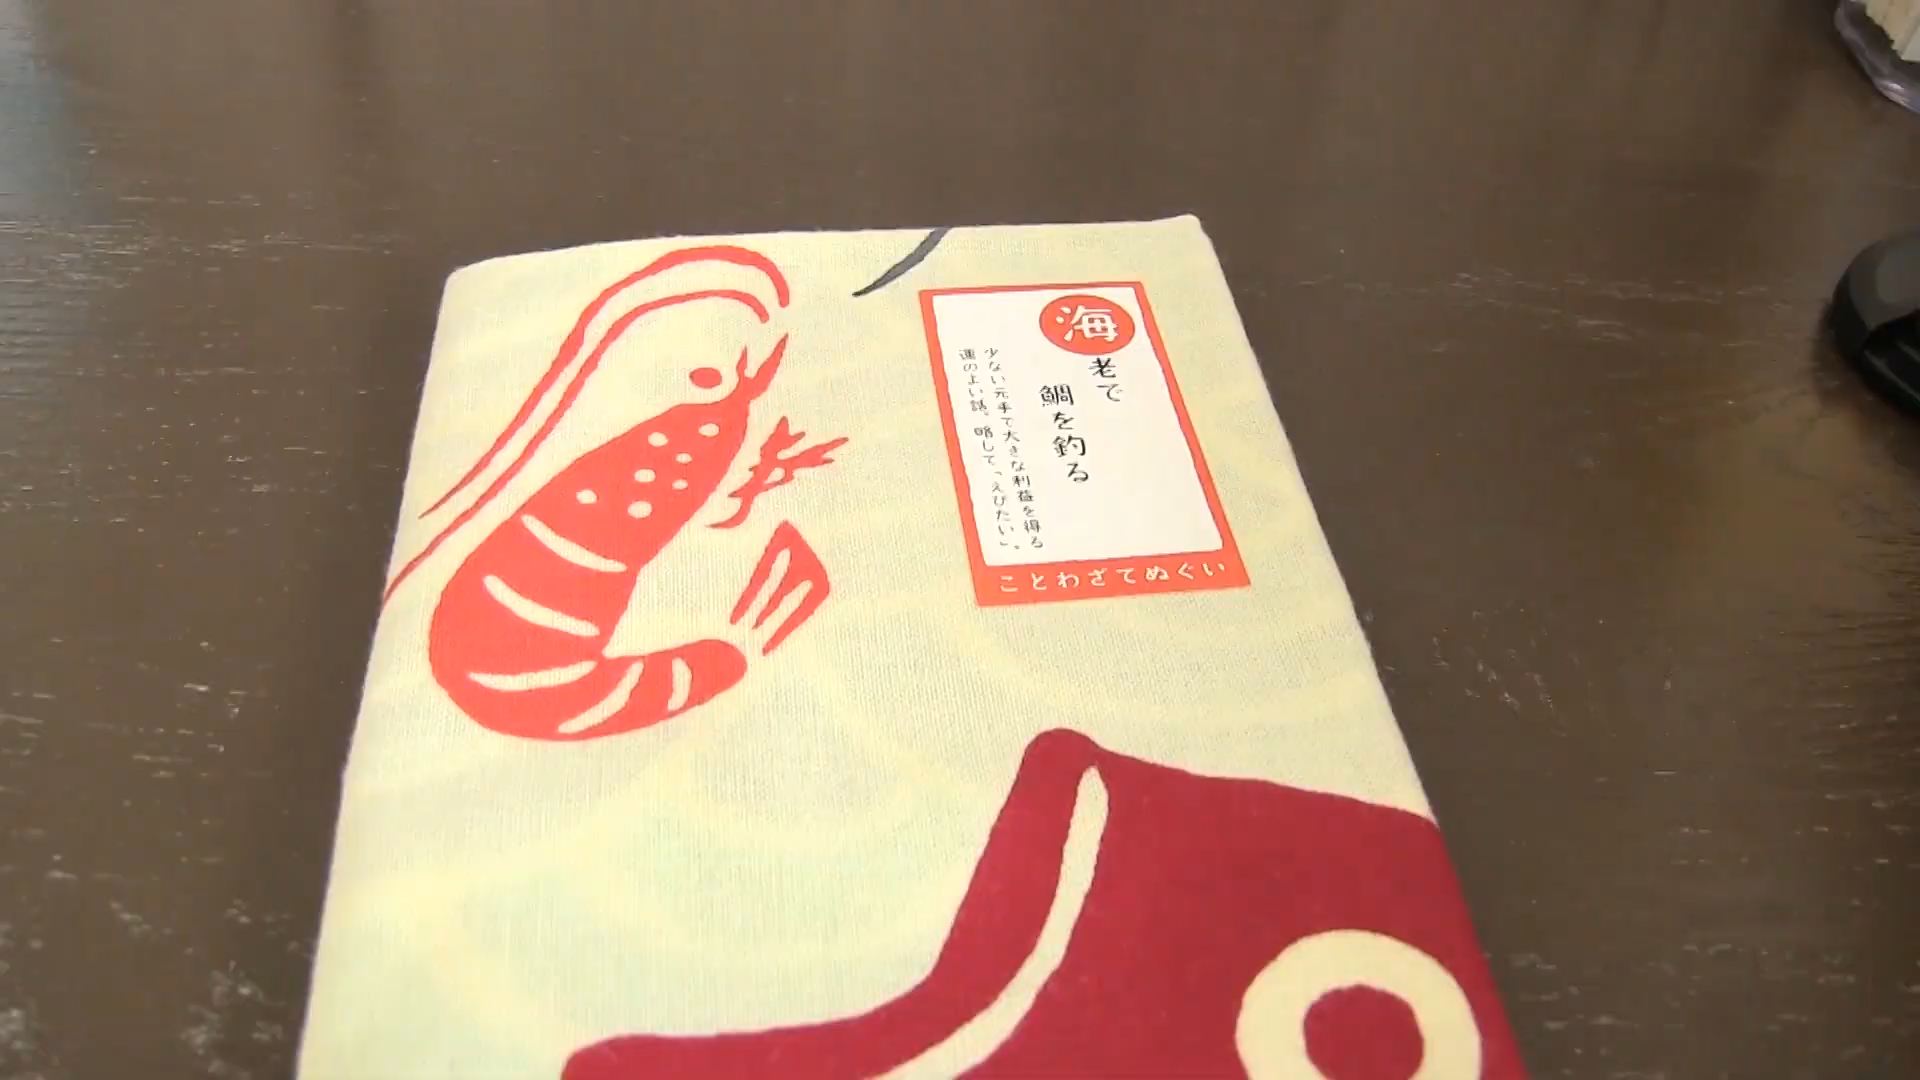 海老で
鯛を釣る
少ない元手で大きな利益を得る
運のよい話。略して「えびたい」。
ことわざてぬぐい